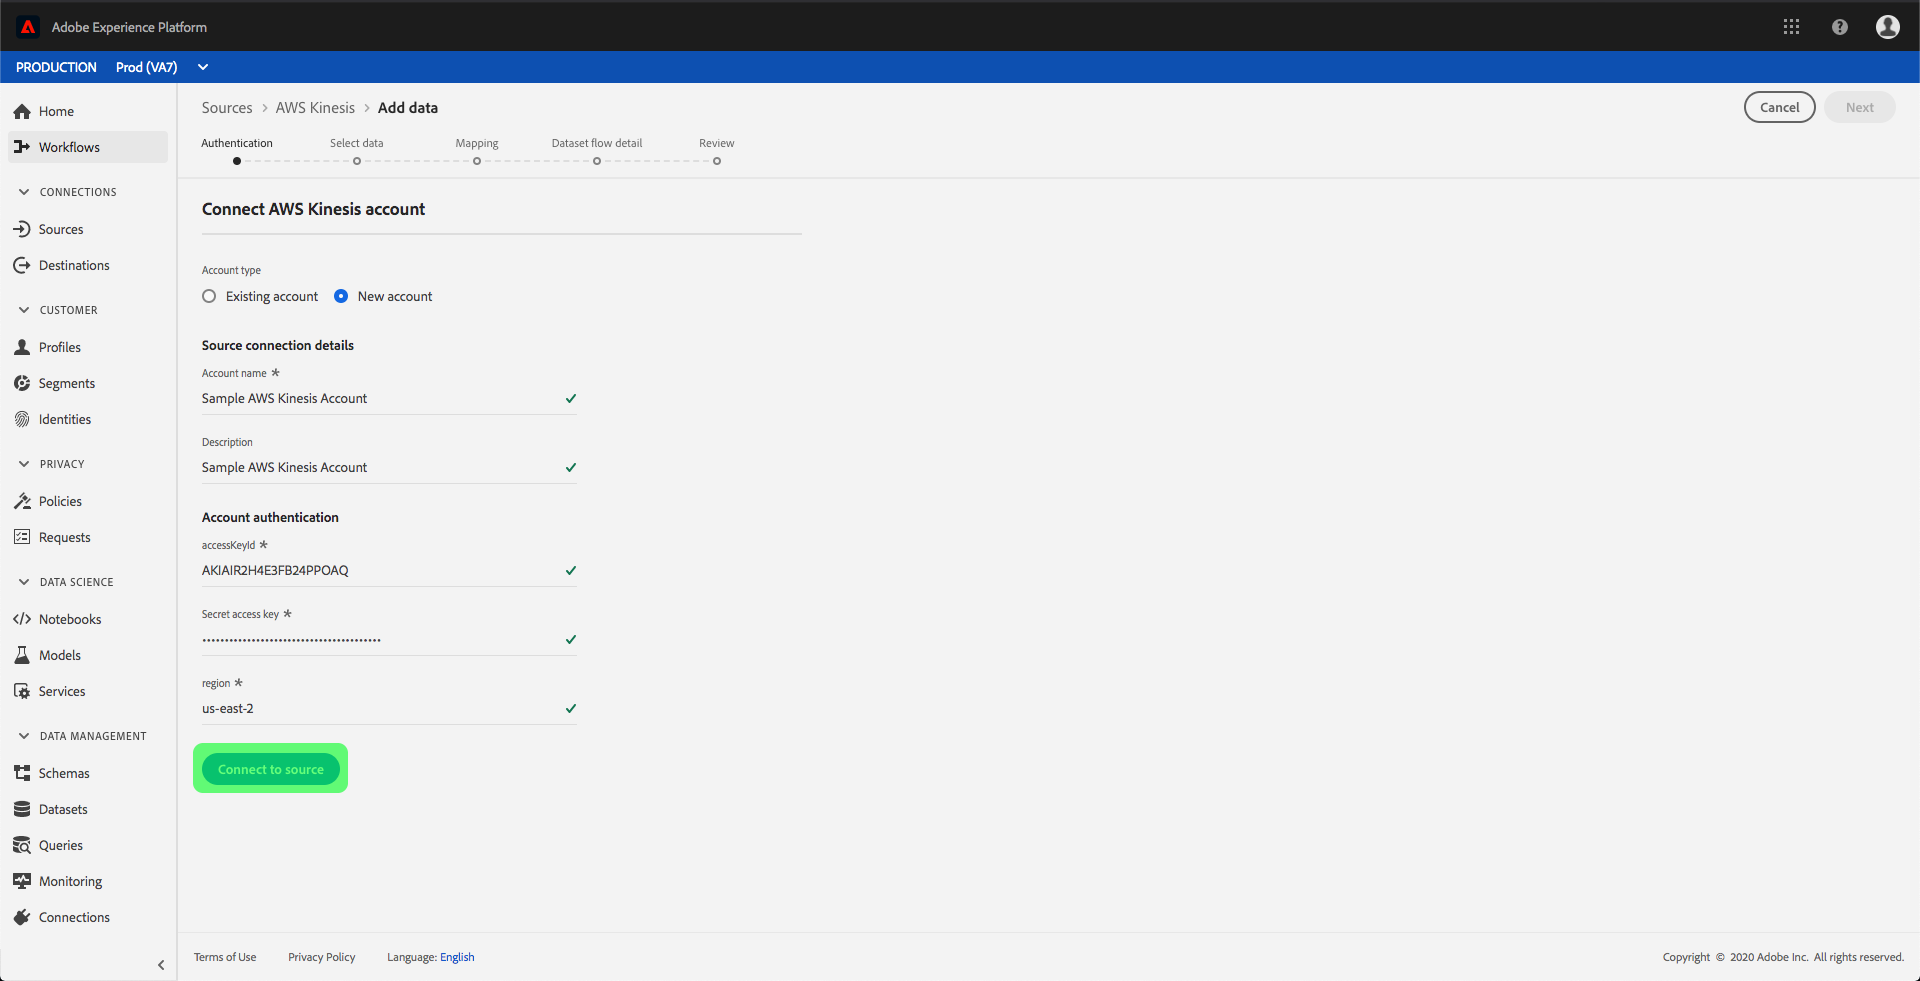 Adobe Experience Platform
PRODUCTION Prod (VA7)
Home
Workflows
CONNECTIONS
Sources
Destinations
CUSTOMER
Profiles
Segments
Identities
PRIVACY
Policies
Requests
DATA SCIENCE
Notebooks
Models
Services
DATA MANAGEMENT
Schemas
Datasets
Queries
Monitoring
Connections
Sources > AWS Kinesis > Add data
Cancel Next
Authentication Select data Mapping Dataset flow detail Review
Connect AWS Kinesis account
Account type
Existing account New account
Source connection details
Account name *
Sample AWS Kinesis Account
Description
Sample AWS Kinesis Account
Account authentication
accessKeyId *
AKIAIR2H4E3FB24PPOAQ
Secret access key *
••••••••••••••••••••••••••••••••••••••••
region *
us-east-2
Connect to source
Terms of Use Privacy Policy Language: English
Copyright © 2020 Adobe Inc. All rights reserved.